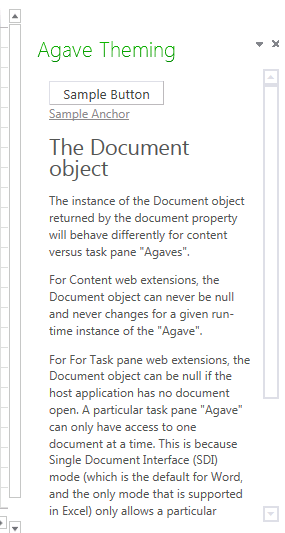 Agave Theming
Sample Button
Sample Anchor
The Document
object
The instance of the Document object
returned by the document property
will behave differently for content
versus task pane "Agaves".
For Content web extensions, the
Document object can never be null
and never changes for a given run-
time instance of the "Agave".
For For Task pane web extensions, the
Document object can be null if the
host application has no document
open. A particular task pane "Agave"
can only have access to one
document at a time. This is because
Single Document Interface (SDI)
mode (which is the default for Word,
and the only mode that is supported
in Excel) only allows a particular